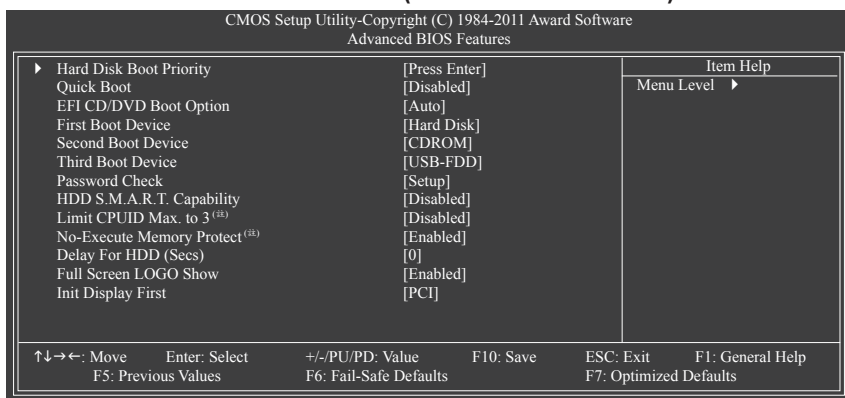 CMOS Setup Utility-Copyright (C) 1984-2011 Award Software
Advanced BIOS Features
▶ Hard Disk Boot Priority [Press Enter] Item Help
Quick Boot [Disabled] Menu Level ▶
EFI CD/DVD Boot Option [Auto]
First Boot Device [Hard Disk]
Second Boot Device [CDROM]
Third Boot Device [USB-FDD]
Password Check [Setup]
HDD S.M.A.R.T. Capability [Disabled]
Limit CPUID Max. to 3 (註) [Disabled]
No-Execute Memory Protect (註) [Enabled]
Delay For HDD (Secs) [0]
Full Screen LOGO Show [Enabled]
Init Display First [PCI]
↑↓→←: Move Enter: Select +/-/PU/PD: Value F10: Save ESC: Exit F1: General Help
F5: Previous Values F6: Fail-Safe Defaults F7: Optimized Defaults